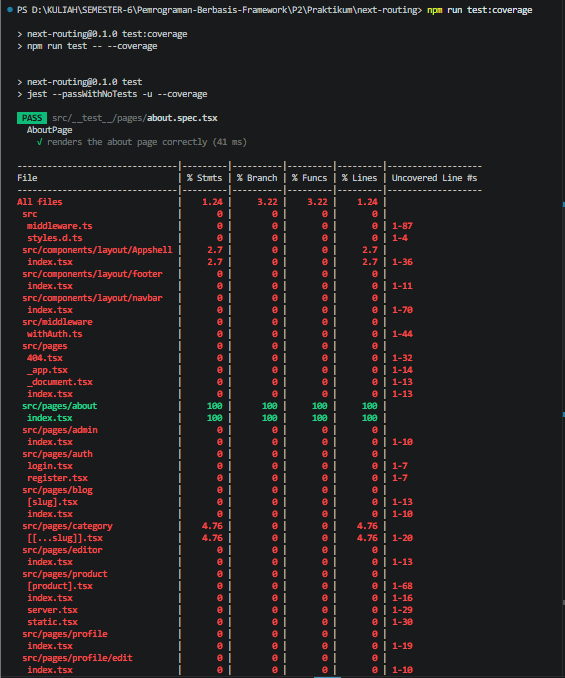 PS D:\KULIAH\SEMESTER-6\Pemrograman-Berbasis-Framework\P2\Praktikum\next-routing> npm run test:coverage
> next-routing@0.1.0 test:coverage
> npm run test -- --coverage
> next-routing@0.1.0 test
> jest --passWithNoTests -u --coverage
PASS src/__test__/pages/about.spec.tsx
AboutPage
√ renders the about page correctly (41 ms)
-------------------------------|---------|----------|---------|---------|-------------------
File | % Stmts | % Branch | % Funcs | % Lines | Uncovered Line #s
-------------------------------|---------|----------|---------|---------|-------------------
All files | 1.24 | 3.22 | 3.22 | 1.24 |
src | 0 | 0 | 0 | 0 |
middleware.ts | 0 | 0 | 0 | 0 | 1-87
styles.d.ts | 0 | 0 | 0 | 0 | 1-4
src/components/layout/Appshell | 2.7 | 0 | 0 | 2.7 |
index.tsx | 2.7 | 0 | 0 | 2.7 | 1-36
src/components/layout/footer | 0 | 0 | 0 | 0 |
index.tsx | 0 | 0 | 0 | 0 | 1-11
src/components/layout/navbar | 0 | 0 | 0 | 0 |
index.tsx | 0 | 0 | 0 | 0 | 1-70
src/middleware | 0 | 0 | 0 | 0 |
withAuth.ts | 0 | 0 | 0 | 0 | 1-44
src/pages | 0 | 0 | 0 | 0 |
404.tsx | 0 | 0 | 0 | 0 | 1-32
_app.tsx | 0 | 0 | 0 | 0 | 1-14
_document.tsx | 0 | 0 | 0 | 0 | 1-13
index.tsx | 0 | 0 | 0 | 0 | 1-13
src/pages/about | 100 | 100 | 100 | 100 |
index.tsx | 100 | 100 | 100 | 100 |
src/pages/admin | 0 | 0 | 0 | 0 |
index.tsx | 0 | 0 | 0 | 0 | 1-10
src/pages/auth | 0 | 0 | 0 | 0 |
login.tsx | 0 | 0 | 0 | 0 | 1-7
register.tsx | 0 | 0 | 0 | 0 | 1-7
src/pages/blog | 0 | 0 | 0 | 0 |
[slug].tsx | 0 | 0 | 0 | 0 | 1-13
index.tsx | 0 | 0 | 0 | 0 | 1-10
src/pages/category | 4.76 | 0 | 0 | 4.76 |
[[...slug]].tsx | 4.76 | 0 | 0 | 4.76 | 1-20
src/pages/editor | 0 | 0 | 0 | 0 |
index.tsx | 0 | 0 | 0 | 0 | 1-13
src/pages/product | 0 | 0 | 0 | 0 |
[product].tsx | 0 | 0 | 0 | 0 | 1-68
index.tsx | 0 | 0 | 0 | 0 | 1-16
server.tsx | 0 | 0 | 0 | 0 | 1-29
static.tsx | 0 | 0 | 0 | 0 | 1-30
src/pages/profile | 0 | 0 | 0 | 0 |
index.tsx | 0 | 0 | 0 | 0 | 1-19
src/pages/profile/edit | 0 | 0 | 0 | 0 |
index.tsx | 0 | 0 | 0 | 0 | 1-10